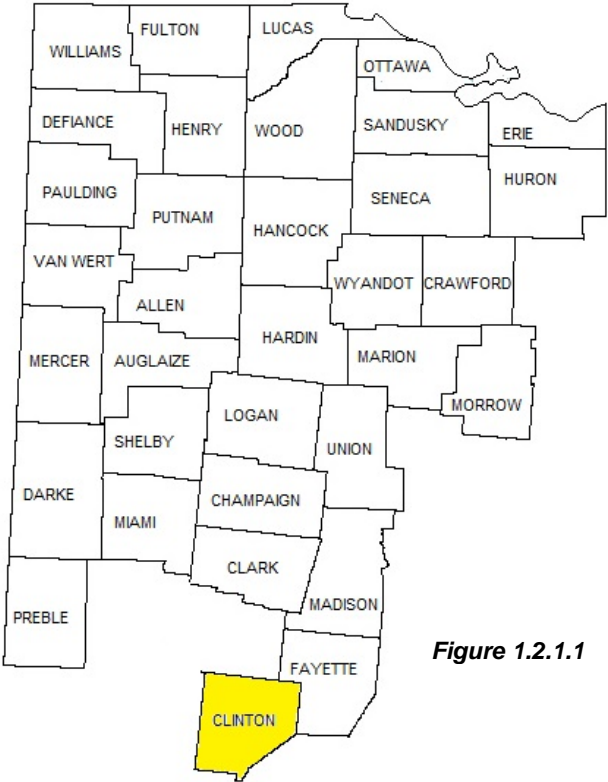 FULTON
LUCAS
WILLIAMS
OTTAWA
DEFIANCE
HENRY
WOOD
SANDUSKY
ERIE
PAULDING
SENECA
HURON
PUTNAM
HANCOCK
VAN WERT
WYANDOT
CRAWFORD
ALLEN
HARDIN
MERCER
AUGLAIZE
MARION
MORROW
LOGAN
SHELBY
UNION
DARKE
CHAMPAIGN
MIAMI
CLARK
MADISON
PREBLE
Figure 1.2.1.1
FAYETTE
CLINTON